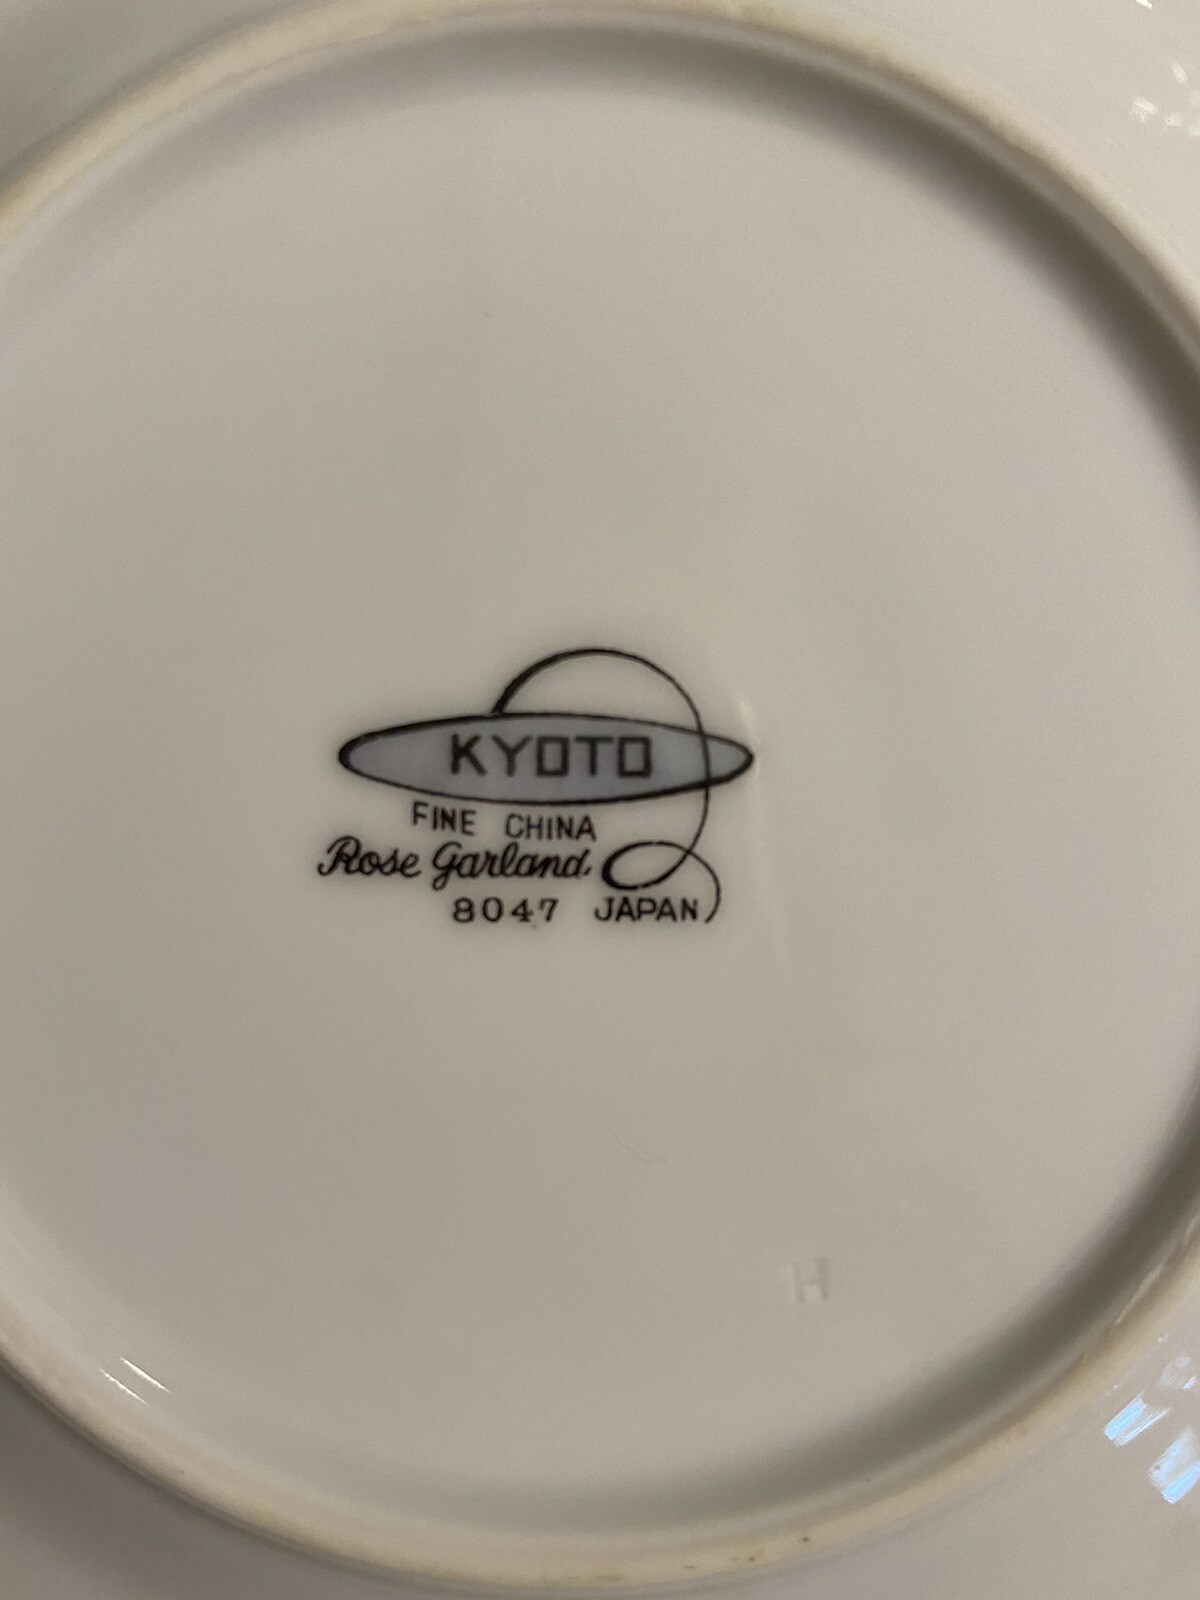 KYOTO
FINE CHINA
Rose Garland
8047 JAPAN
H